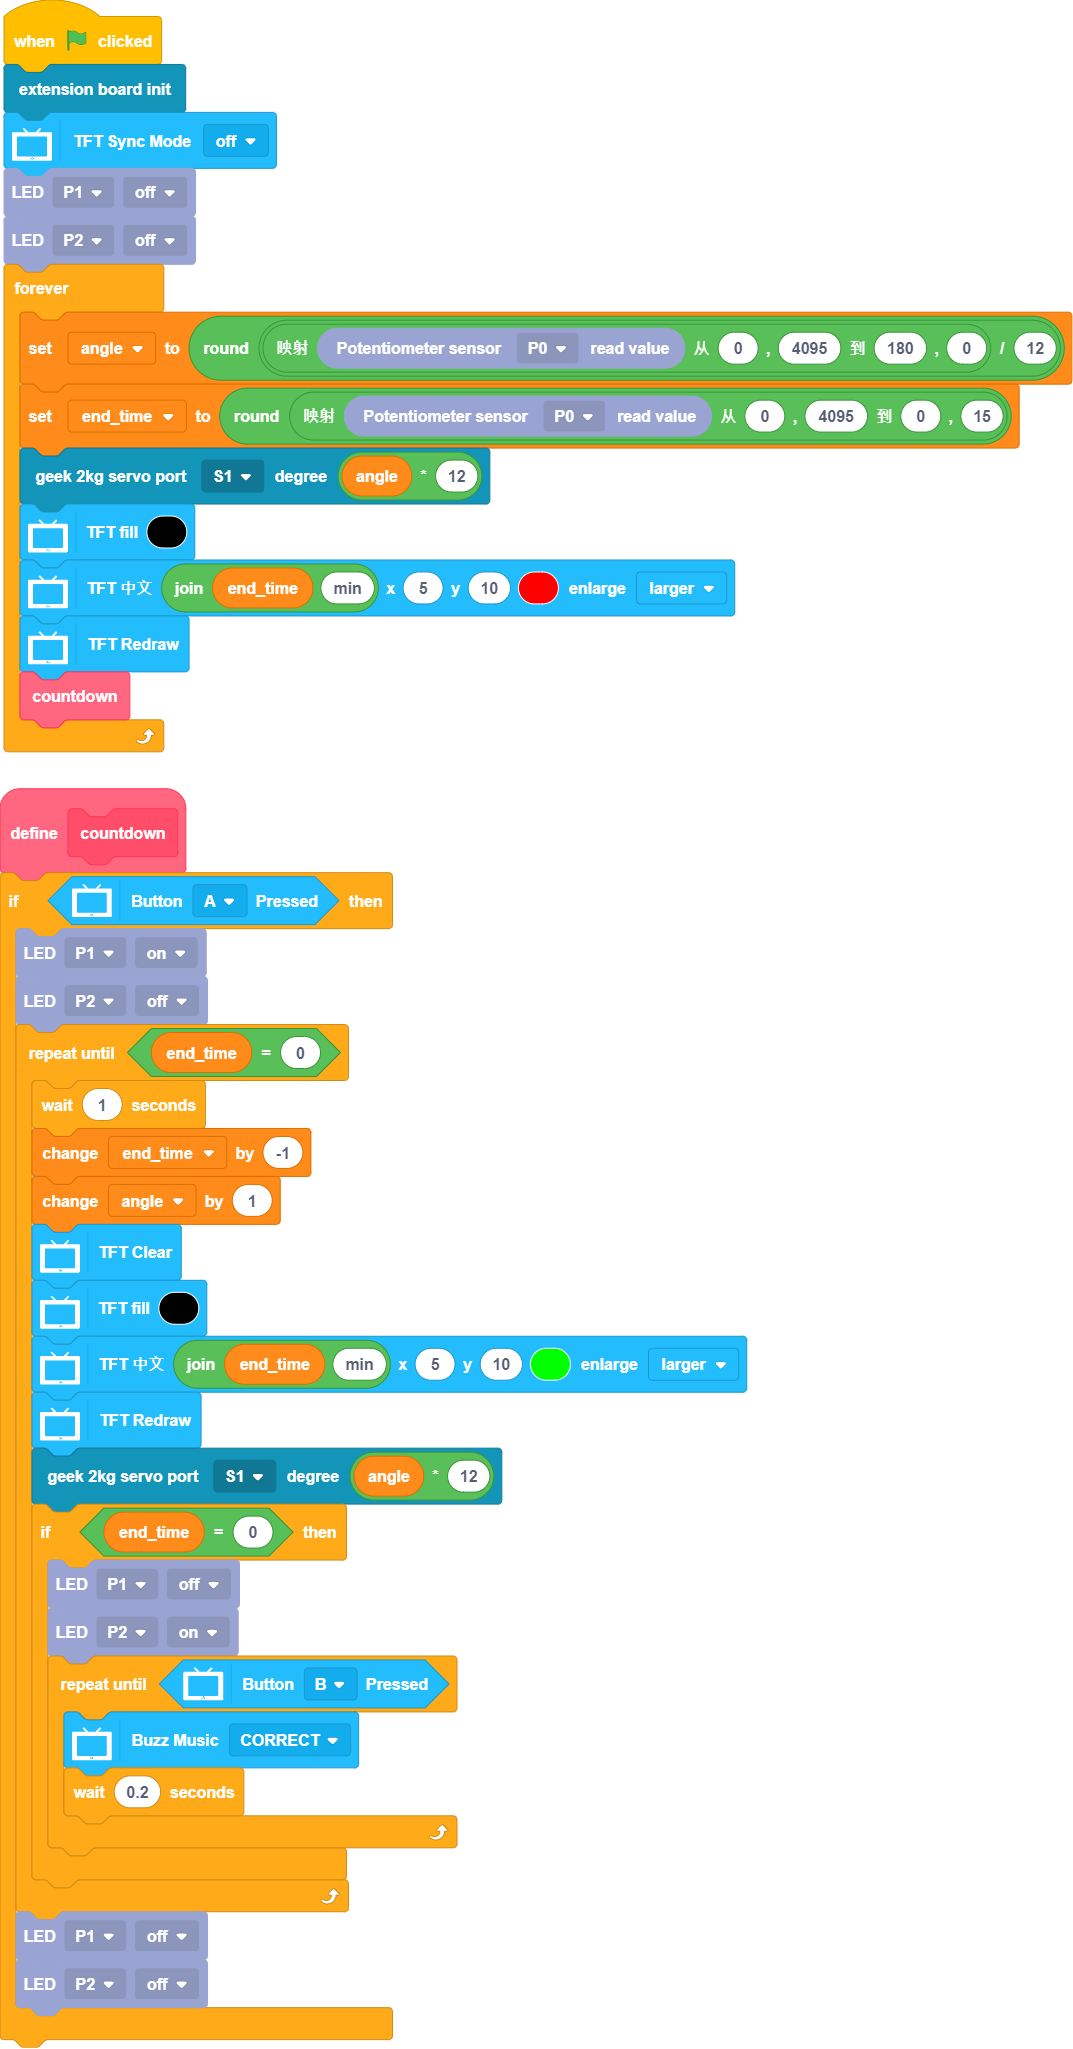 when clicked
extension board init
TFT Sync Mode off
LED P1 off
LED P2 off
forever
set angle to round 映射 Potentiometer sensor P0 read value 从 0 , 4095 到 180 , 0 / 12
set end_time to round 映射 Potentiometer sensor P0 read value 从 0 , 4095 到 0 , 15
geek 2kg servo port S1 degree angle * 12
TFT fill
TFT 中文 join end_time min x 5 y 10 enlarge larger
TFT Redraw
countdown
define countdown
if Button A Pressed then
LED P1 on
LED P2 off
repeat until end_time = 0
wait 1 seconds
change end_time by -1
change angle by 1
TFT Clear
TFT fill
TFT 中文 join end_time min x 5 y 10 enlarge larger
TFT Redraw
geek 2kg servo port S1 degree angle * 12
if end_time = 0 then
LED P1 off
LED P2 on
repeat until Button B Pressed
Buzz Music CORRECT
wait 0.2 seconds
LED P1 off
LED P2 off